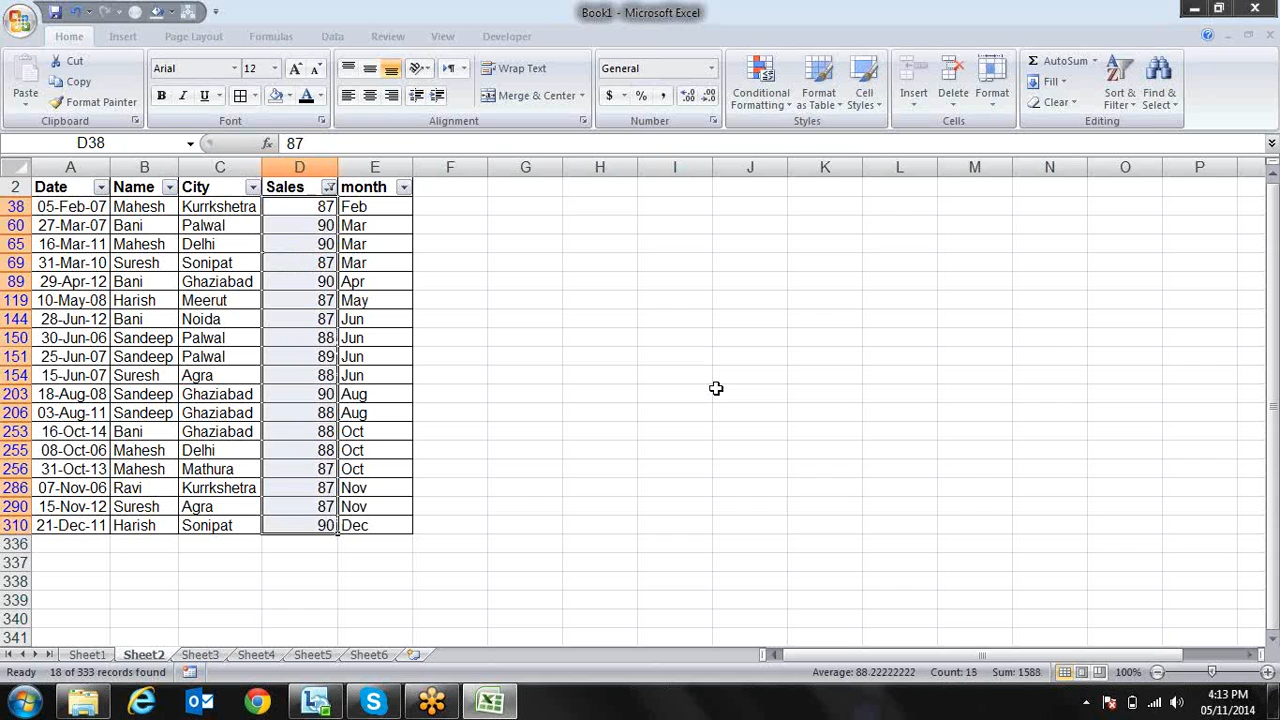 Book1 - Microsoft Excel
Home Insert Page Layout Formulas Data Review View Developer
Paste
Cut
Copy
Format Painter
Clipboard
Arial 12
Font
Wrap Text
Merge & Center
Alignment
General
Number
Conditional Formatting
Format as Table
Cell Styles
Styles
Insert
Delete
Format
Cells
AutoSum
Fill
Clear
Sort & Filter
Find & Select
Editing
D38 87
A B C D E F G H I J K L M N O P
2 Date Name City Sales month
38 05-Feb-07 Mahesh Kurrkshetra 87 Feb
60 27-Mar-07 Bani Palwal 90 Mar
65 16-Mar-11 Mahesh Delhi 90 Mar
69 31-Mar-10 Suresh Sonipat 87 Mar
89 29-Apr-12 Bani Ghaziabad 90 Apr
119 10-May-08 Harish Meerut 87 May
144 28-Jun-12 Bani Noida 87 Jun
150 30-Jun-06 Sandeep Palwal 88 Jun
151 25-Jun-07 Sandeep Palwal 89 Jun
154 15-Jun-07 Suresh Agra 88 Jun
203 18-Aug-08 Sandeep Ghaziabad 90 Aug
206 03-Aug-11 Sandeep Ghaziabad 88 Aug
253 16-Oct-14 Bani Ghaziabad 88 Oct
255 08-Oct-06 Mahesh Delhi 88 Oct
256 31-Oct-13 Mahesh Mathura 87 Oct
286 07-Nov-06 Ravi Kurrkshetra 87 Nov
290 15-Nov-12 Suresh Agra 87 Nov
310 21-Dec-11 Harish Sonipat 90 Dec
336
337
338
339
340
341
Sheet1 Sheet2 Sheet3 Sheet4 Sheet5 Sheet6
Ready 18 of 333 records found Average: 88.22222222 Count: 18 Sum: 1588 100%
4:13 PM
05/11/2014